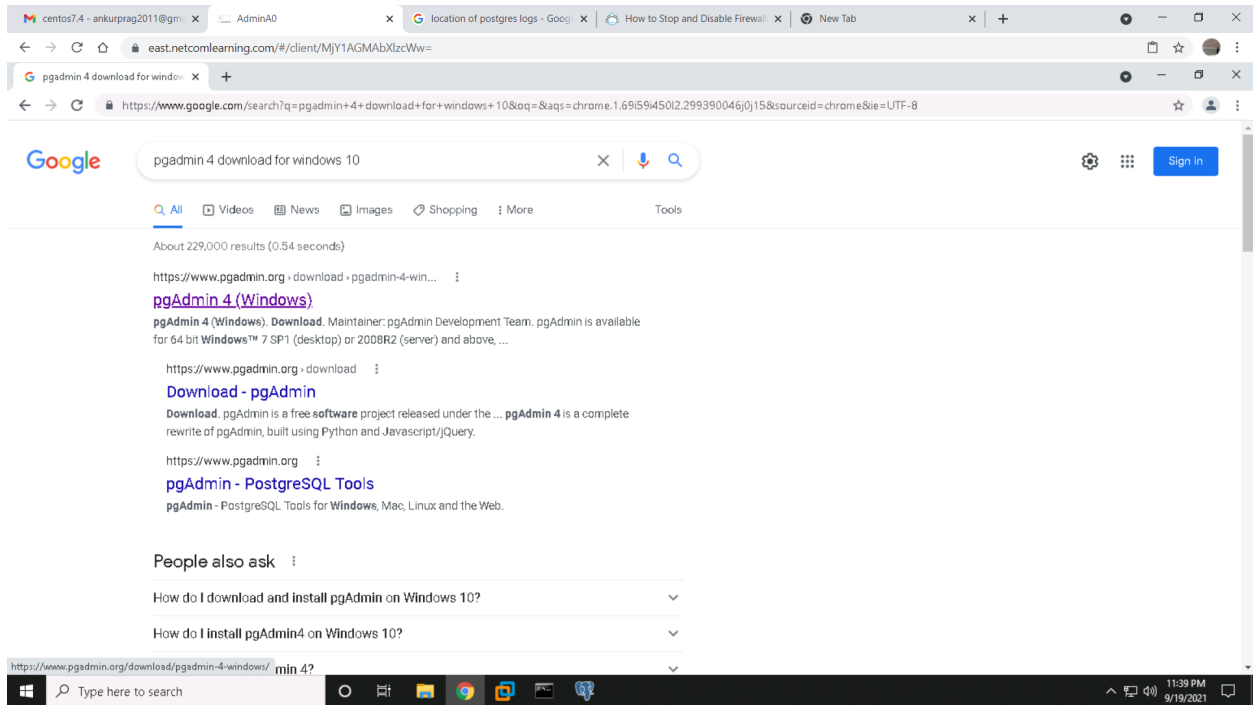 centos7.4 - ankurprag2011@gma
AdminA0
location of postgres logs - Goog
How to Stop and Disable Firewall
New Tab
east.netcomlearning.com/#/client/MjY1AGMAbXlzcWw=
pgadmin 4 download for window
https://www.google.com/search?q=pgadmin+4+download+for+windows+10&oq=&aqs=chrome.1.69i59i450l2.299390046j0j15&sourceid=chrome&ie=UTF-8
Google
pgadmin 4 download for windows 10
Sign in
All
Videos
News
Images
Shopping
More
Tools
About 229,000 results (0.54 seconds)
https://www.pgadmin.org › download › pgadmin-4-win...
pgAdmin 4 (Windows)
pgAdmin 4 (Windows). Download. Maintainer: pgAdmin Development Team. pgAdmin is available
for 64 bit Windows™ 7 SP1 (desktop) or 2008R2 (server) and above, ...
https://www.pgadmin.org › download
Download - pgAdmin
Download. pgAdmin is a free software project released under the ... pgAdmin 4 is a complete
rewrite of pgAdmin, built using Python and Javascript/jQuery.
https://www.pgadmin.org
pgAdmin - PostgreSQL Tools
pgAdmin - PostgreSQL Tools for Windows, Mac, Linux and the Web.
People also ask
How do I download and install pgAdmin on Windows 10?
How do I install pgAdmin4 on Windows 10?
https://www.pgadmin.org/download/pgadmin-4-windows/
min 4?
Type here to search
11:39 PM
9/19/2021